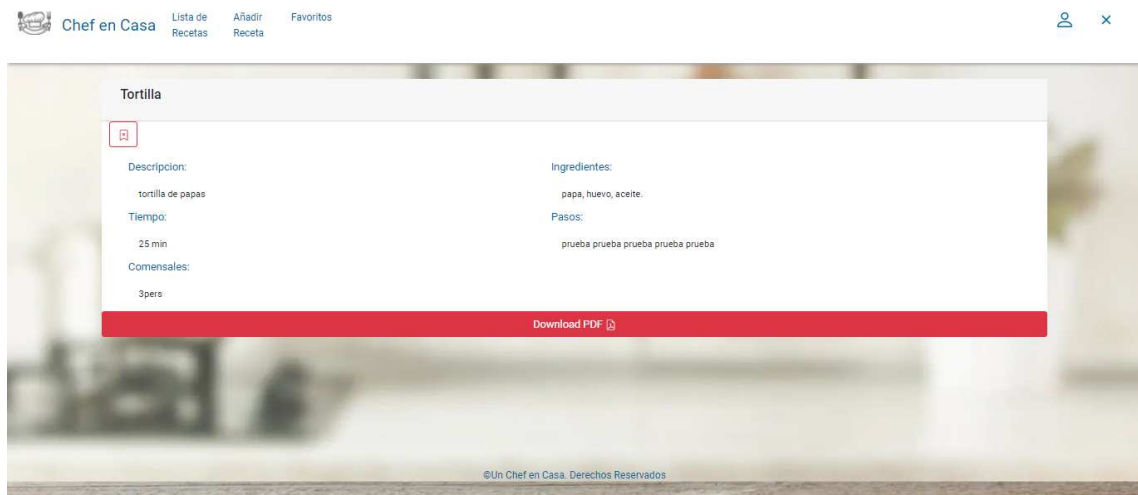 Chef en Casa
Lista de
Recetas
Añadir
Receta
Favoritos
Tortilla
Descripcion:
tortilla de papas
Tiempo:
25 min
Comensales:
3pers
Ingredientes:
papa, huevo, aceite.
Pasos:
prueba prueba prueba prueba prueba
Download PDF
©Un Chef en Casa. Derechos Reservados